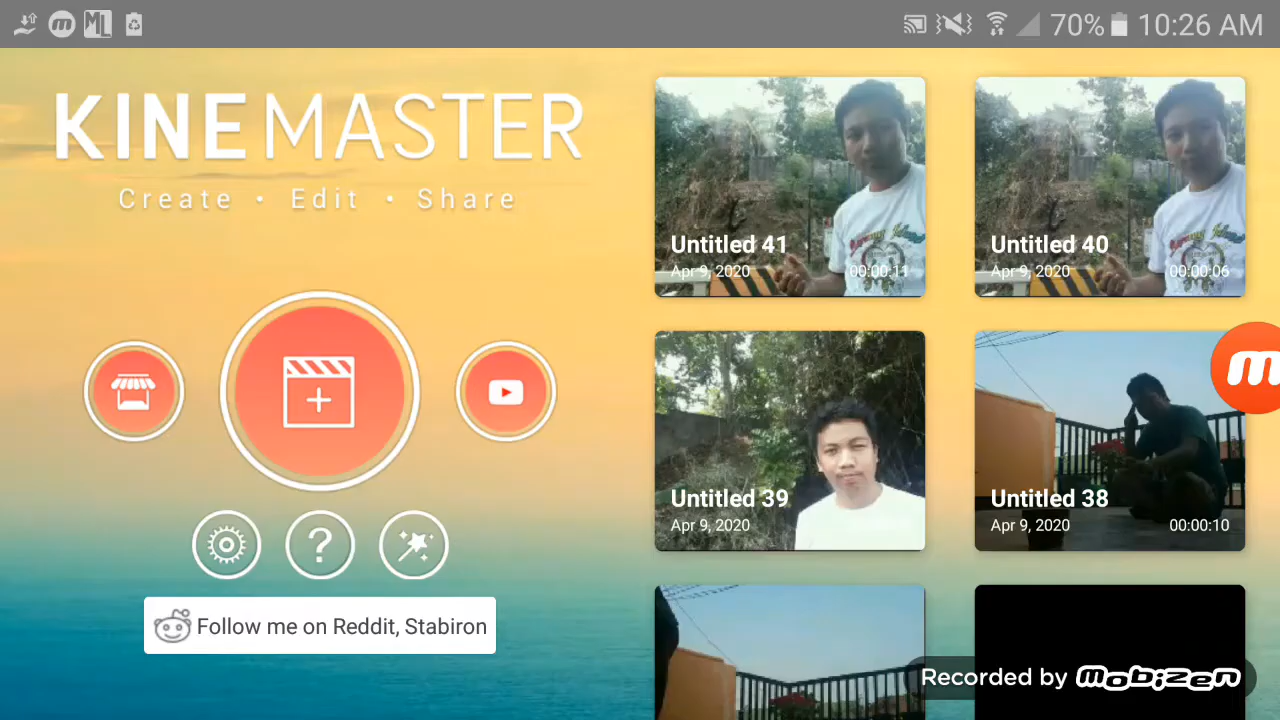 70% 10:26 AM
KINEMASTER
Create • Edit • Share
Follow me on Reddit, Stabiron
Untitled 41
Apr 9, 2020 00:00:11
Untitled 40
Apr 9, 2020 00:00:06
Untitled 39
Apr 9, 2020
Untitled 38
Apr 9, 2020 00:00:10
Recorded by mobizen